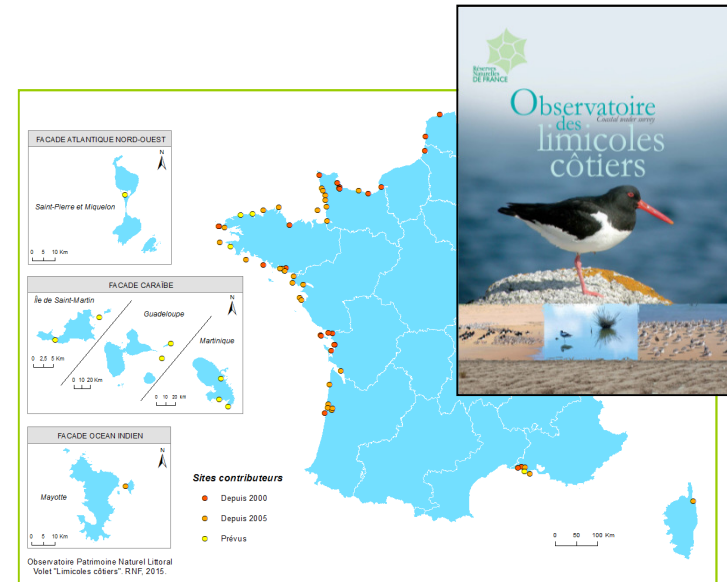 Réserves
Naturelles
DE FRANCE
Observatoire
Coastal wader survey
des
limicoles
côtiers
FACADE ATLANTIQUE NORD-OUEST
N
Saint-Pierre et Miquelon
0 5 10 Km
FACADE CARAÏBE
Île de Saint-Martin
N
Guadeloupe
Martinique
0 2,5 5 Km
0 10 20 Km
0 10 20 Km
FACADE OCEAN INDIEN
N
Mayotte
0 5 10 Km
Sites contributeurs
Depuis 2000
Depuis 2005
Prévus
0 50 100 Km
Observatoire Patrimoine Naturel Littoral
Volet "Limicoles côtiers". RNF, 2015.